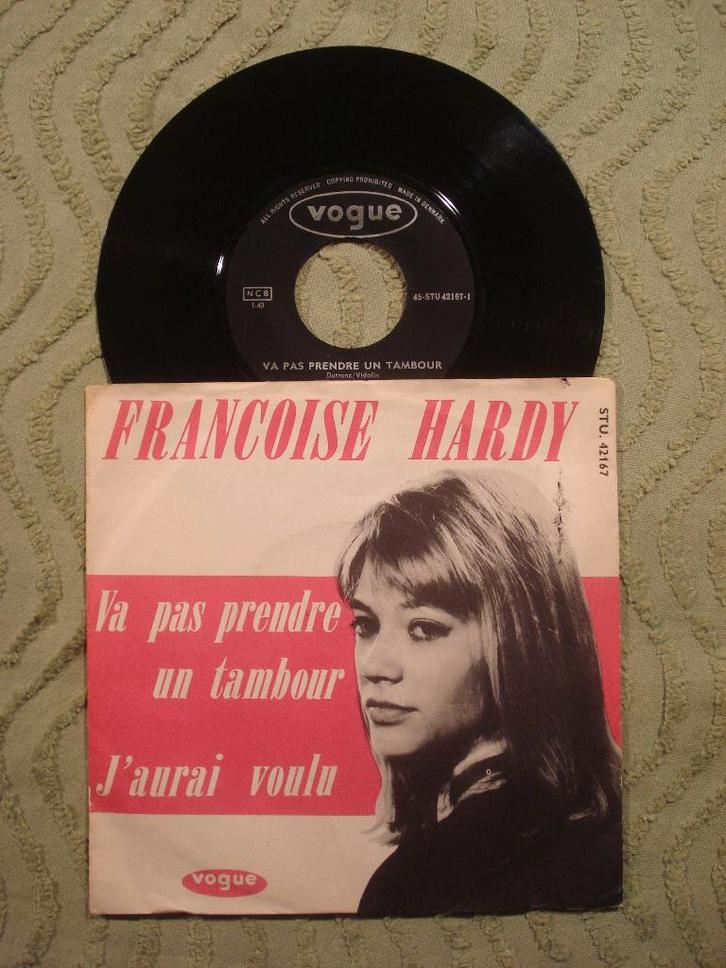 ALL RIGHTS RESERVED . COPYING PROHIBITED . MADE IN DENMARK
vogue
NCB
1.40
45-STU 42167-1
VA PAS PRENDRE UN TAMBOUR
Dutronc/Vidalin
FRANCOISE HARDY
STU. 42167
Va pas prendre
un tambour
J'aurai voulu
vogue